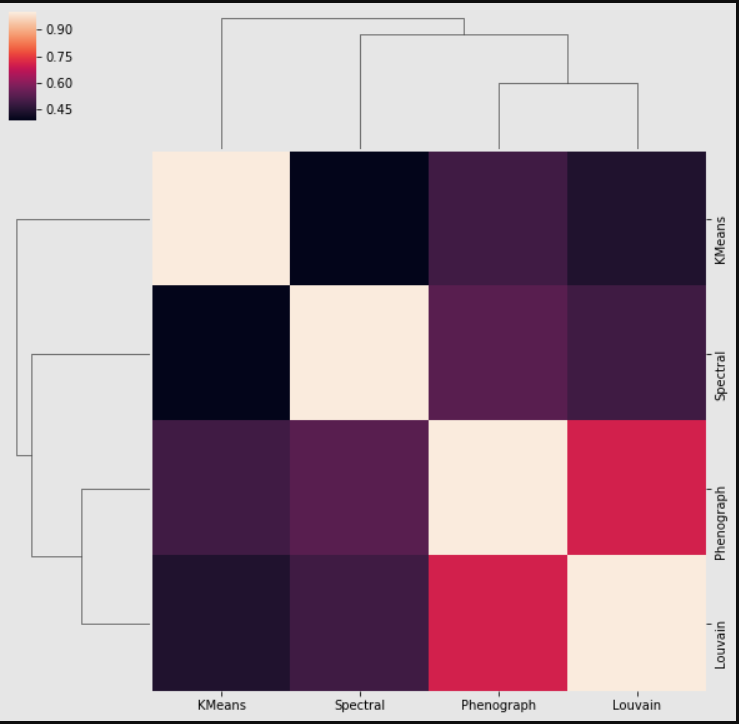 0.90
0.75
0.60
0.45
KMeans
Spectral
Phenograph
Louvain
KMeans
Spectral
Phenograph
Louvain